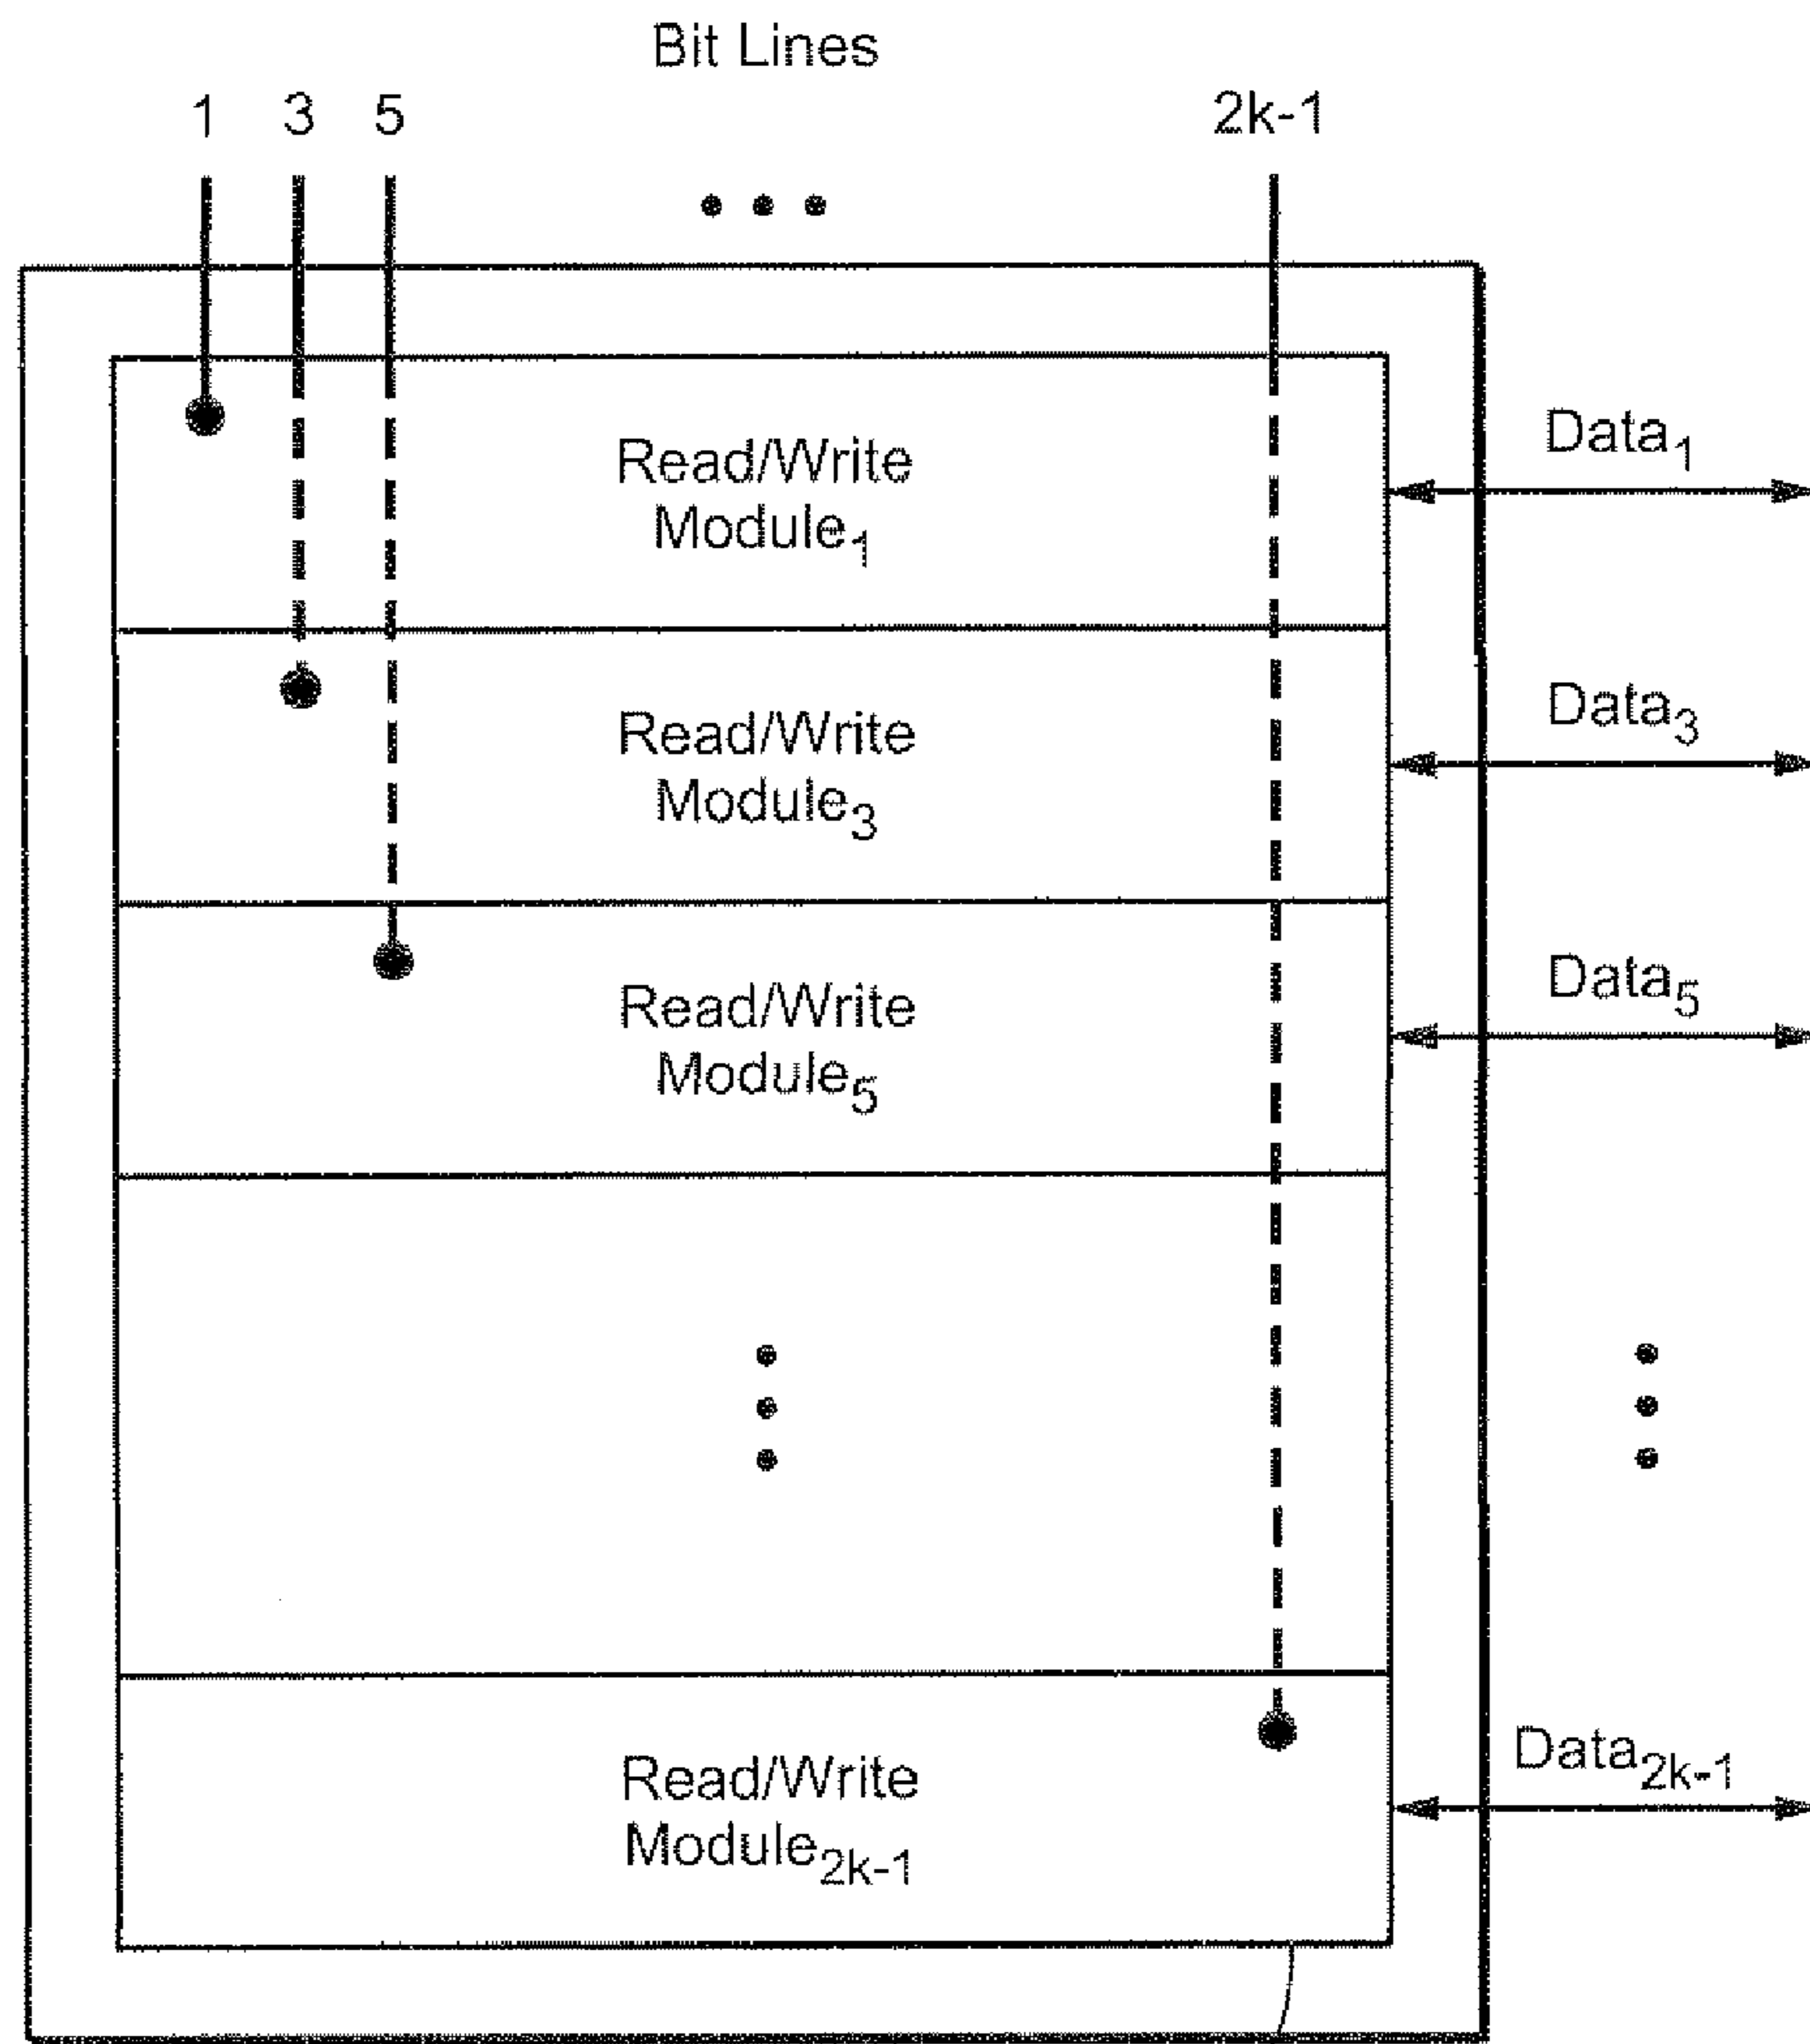 Bit Lines
1 3 5 2k-1
Read/Write
Module₁
Data₁
Read/Write
Module₃
Data₃
Read/Write
Module₅
Data₅
Read/Write
Module₂ₖ₋₁
Data₂ₖ₋₁